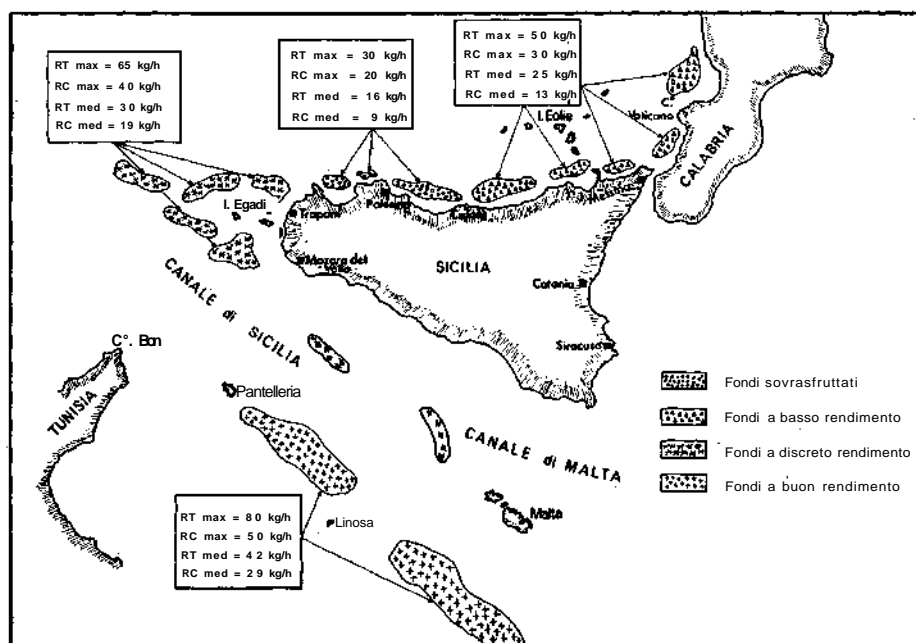 RT max = 65 kg/h
RC max = 40 kg/h
RT med = 30 kg/h
RC med = 19 kg/h
RT max = 30 kg/h
RC max = 20 kg/h
RT med = 16 kg/h
RC med = 9 kg/h
RT max = 50 kg/h
RC max = 30 kg/h
RT med = 25 kg/h
RC med = 13 kg/h
C°
Vaticano
I. Eolie
CALABRIA
I. Egadi
Trapani
Palermo
Mazara del
Vallo
SICILIA
Catania
Siracusa
CANALE di SICILIA
C°. Bon
TUNISIA
Pantelleria
CANALE di MALTA
Malta
Linosa
RT max = 80 kg/h
RC max = 50 kg/h
RT med = 42 kg/h
RC med = 29 kg/h
Fondi sovrasfruttati
Fondi a basso rendimento
Fondi a discreto rendimento
Fondi a buon rendimento